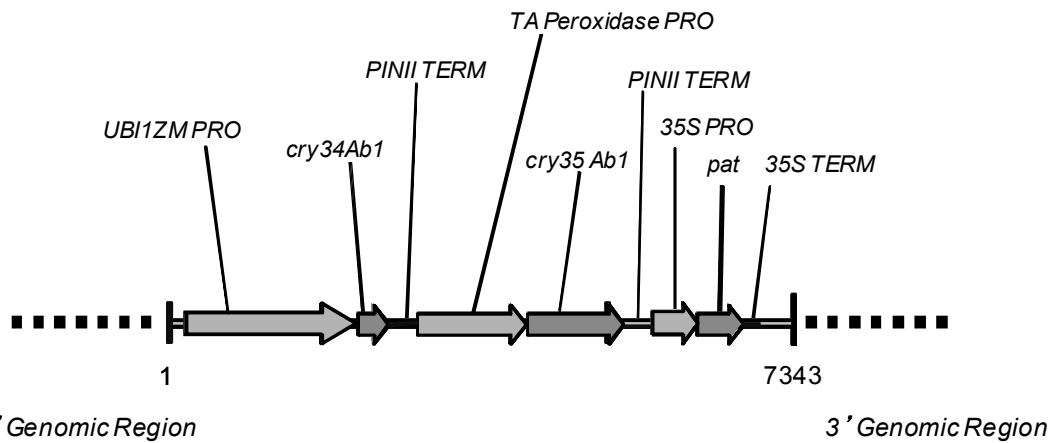 TA Peroxidase PRO
PINII TERM
PINII TERM
UBI1ZM PRO
cry34Ab1
cry35 Ab1
35S PRO
pat
35S TERM
1
7343
’ Genomic Region
3’ Genomic Region